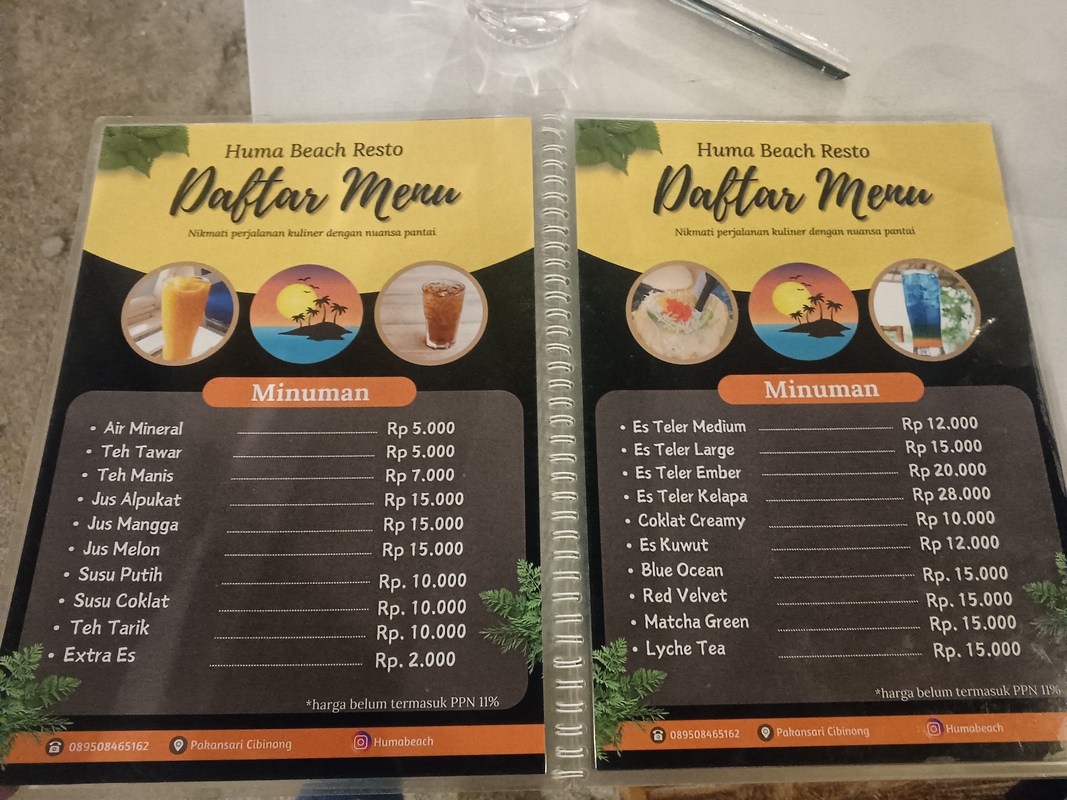 Huma Beach Resto
Daftar Menu
Nikmati perjalanan kuliner dengan nuansa pantai
Minuman
• Air Mineral Rp 5.000
• Teh Tawar Rp 5.000
• Teh Manis Rp 7.000
• Jus Alpukat Rp 15.000
• Jus Mangga Rp 15.000
• Jus Melon Rp 15.000
• Susu Putih Rp. 10.000
• Susu Coklat Rp. 10.000
• Teh Tarik Rp. 10.000
• Extra Es Rp. 2.000
*harga belum termasuk PPN 11%
089508465162 Pakansari Cibinong Humabeach
Huma Beach Resto
Daftar Menu
Nikmati perjalanan kuliner dengan nuansa pantai
Minuman
• Es Teler Medium Rp 12.000
• Es Teler Large Rp 15.000
• Es Teler Ember Rp 20.000
• Es Teler Kelapa Rp 28.000
• Coklat Creamy Rp 10.000
• Es Kuwut Rp 12.000
• Blue Ocean Rp. 15.000
• Red Velvet Rp. 15.000
• Matcha Green Rp. 15.000
• Lyche Tea Rp. 15.000
*harga belum termasuk PPN 11%
089508465162 Pakansari Cibinong Humabeach